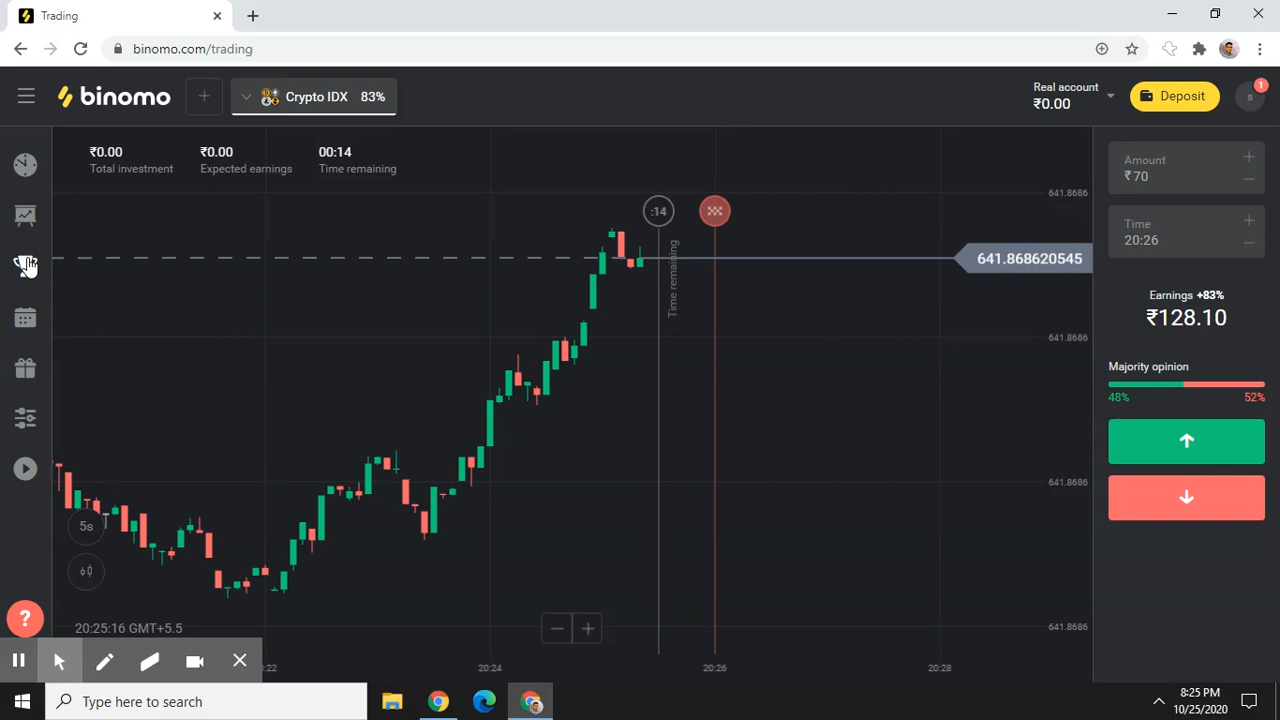 Trading
binomo.com/trading
binomo
Crypto IDX 83%
Real account
₹0.00
Deposit
s
1
₹0.00
Total investment
₹0.00
Expected earnings
00:14
Time remaining
Amount
₹70
Time
20:26
Earnings +83%
₹128.10
Majority opinion
48%
52%
641.8686
:14
Time remaining
641.868620545
641.8686
641.8686
641.8686
5s
20:25:16 GMT+5.5
:22
20:24
20:26
20:28
?
Type here to search
8:25 PM
10/25/2020